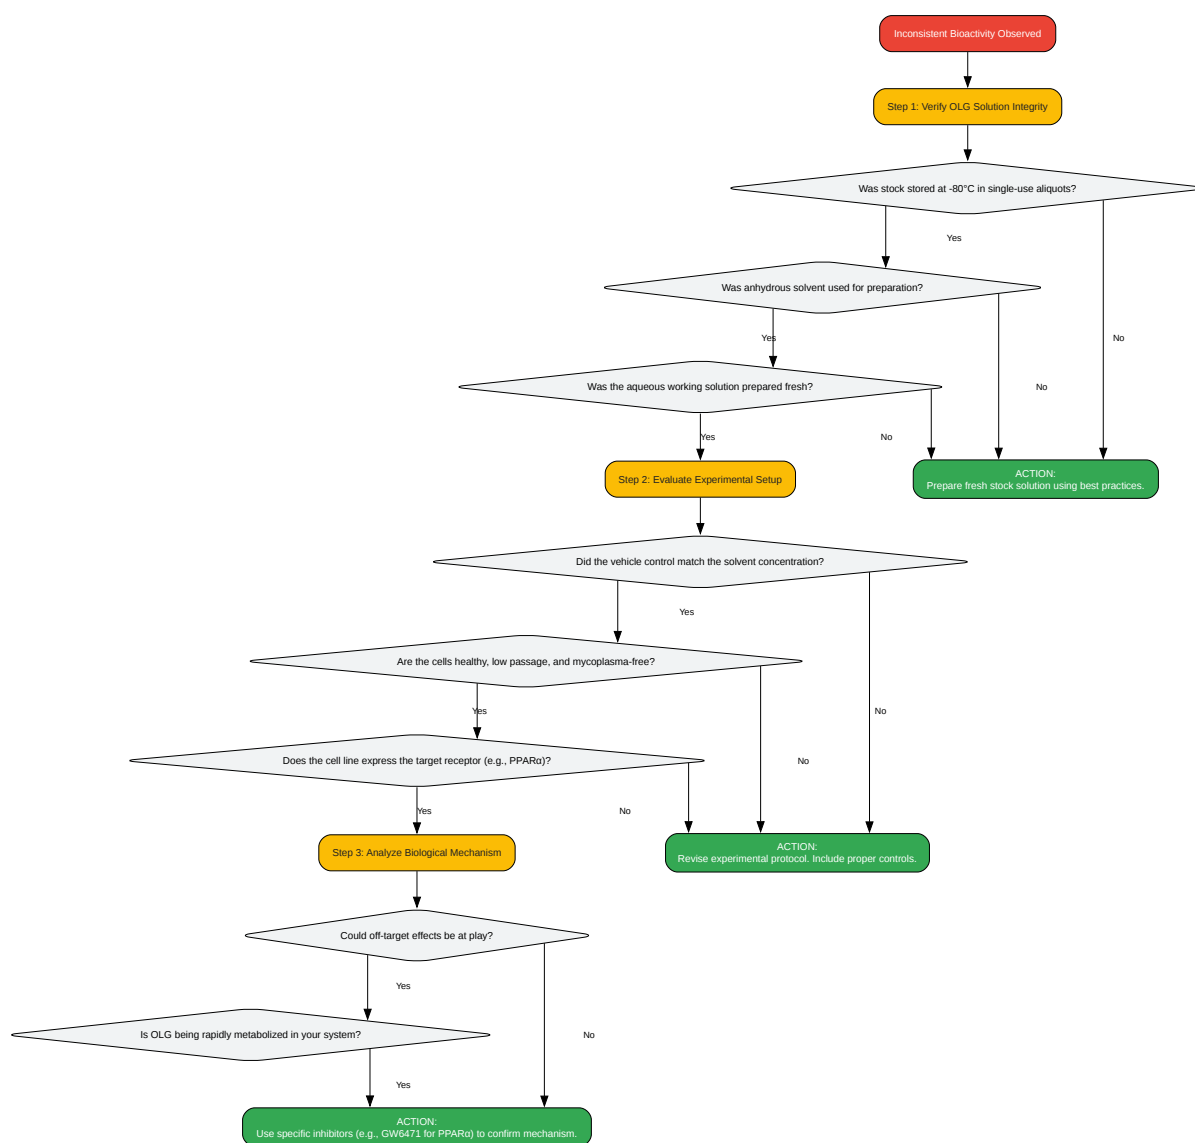 Inconsistent Bioactivity Observed
Step 1: Verify OLG Solution Integrity
Was stock stored at -80°C in single-use aliquots?
Yes
Was anhydrous solvent used for preparation?
Yes
No
Was the aqueous working solution prepared fresh?
No
Yes
No
Step 2: Evaluate Experimental Setup
ACTION:
Prepare fresh stock solution using best practices.
Did the vehicle control match the solvent concentration?
Yes
Are the cells healthy, low passage, and mycoplasma-free?
Yes
No
Does the cell line express the target receptor (e.g., PPARα)?
No
Yes
No
Step 3: Analyze Biological Mechanism
ACTION:
Revise experimental protocol. Include proper controls.
Could off-target effects be at play?
Yes
Is OLG being rapidly metabolized in your system?
No
Yes
ACTION:
Use specific inhibitors (e.g., GW6471 for PPARα) to confirm mechanism.